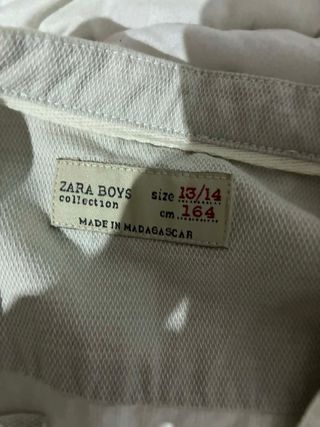 ZARA BOYS size 13/14
collection cm 164
MADE IN MADAGASCAR